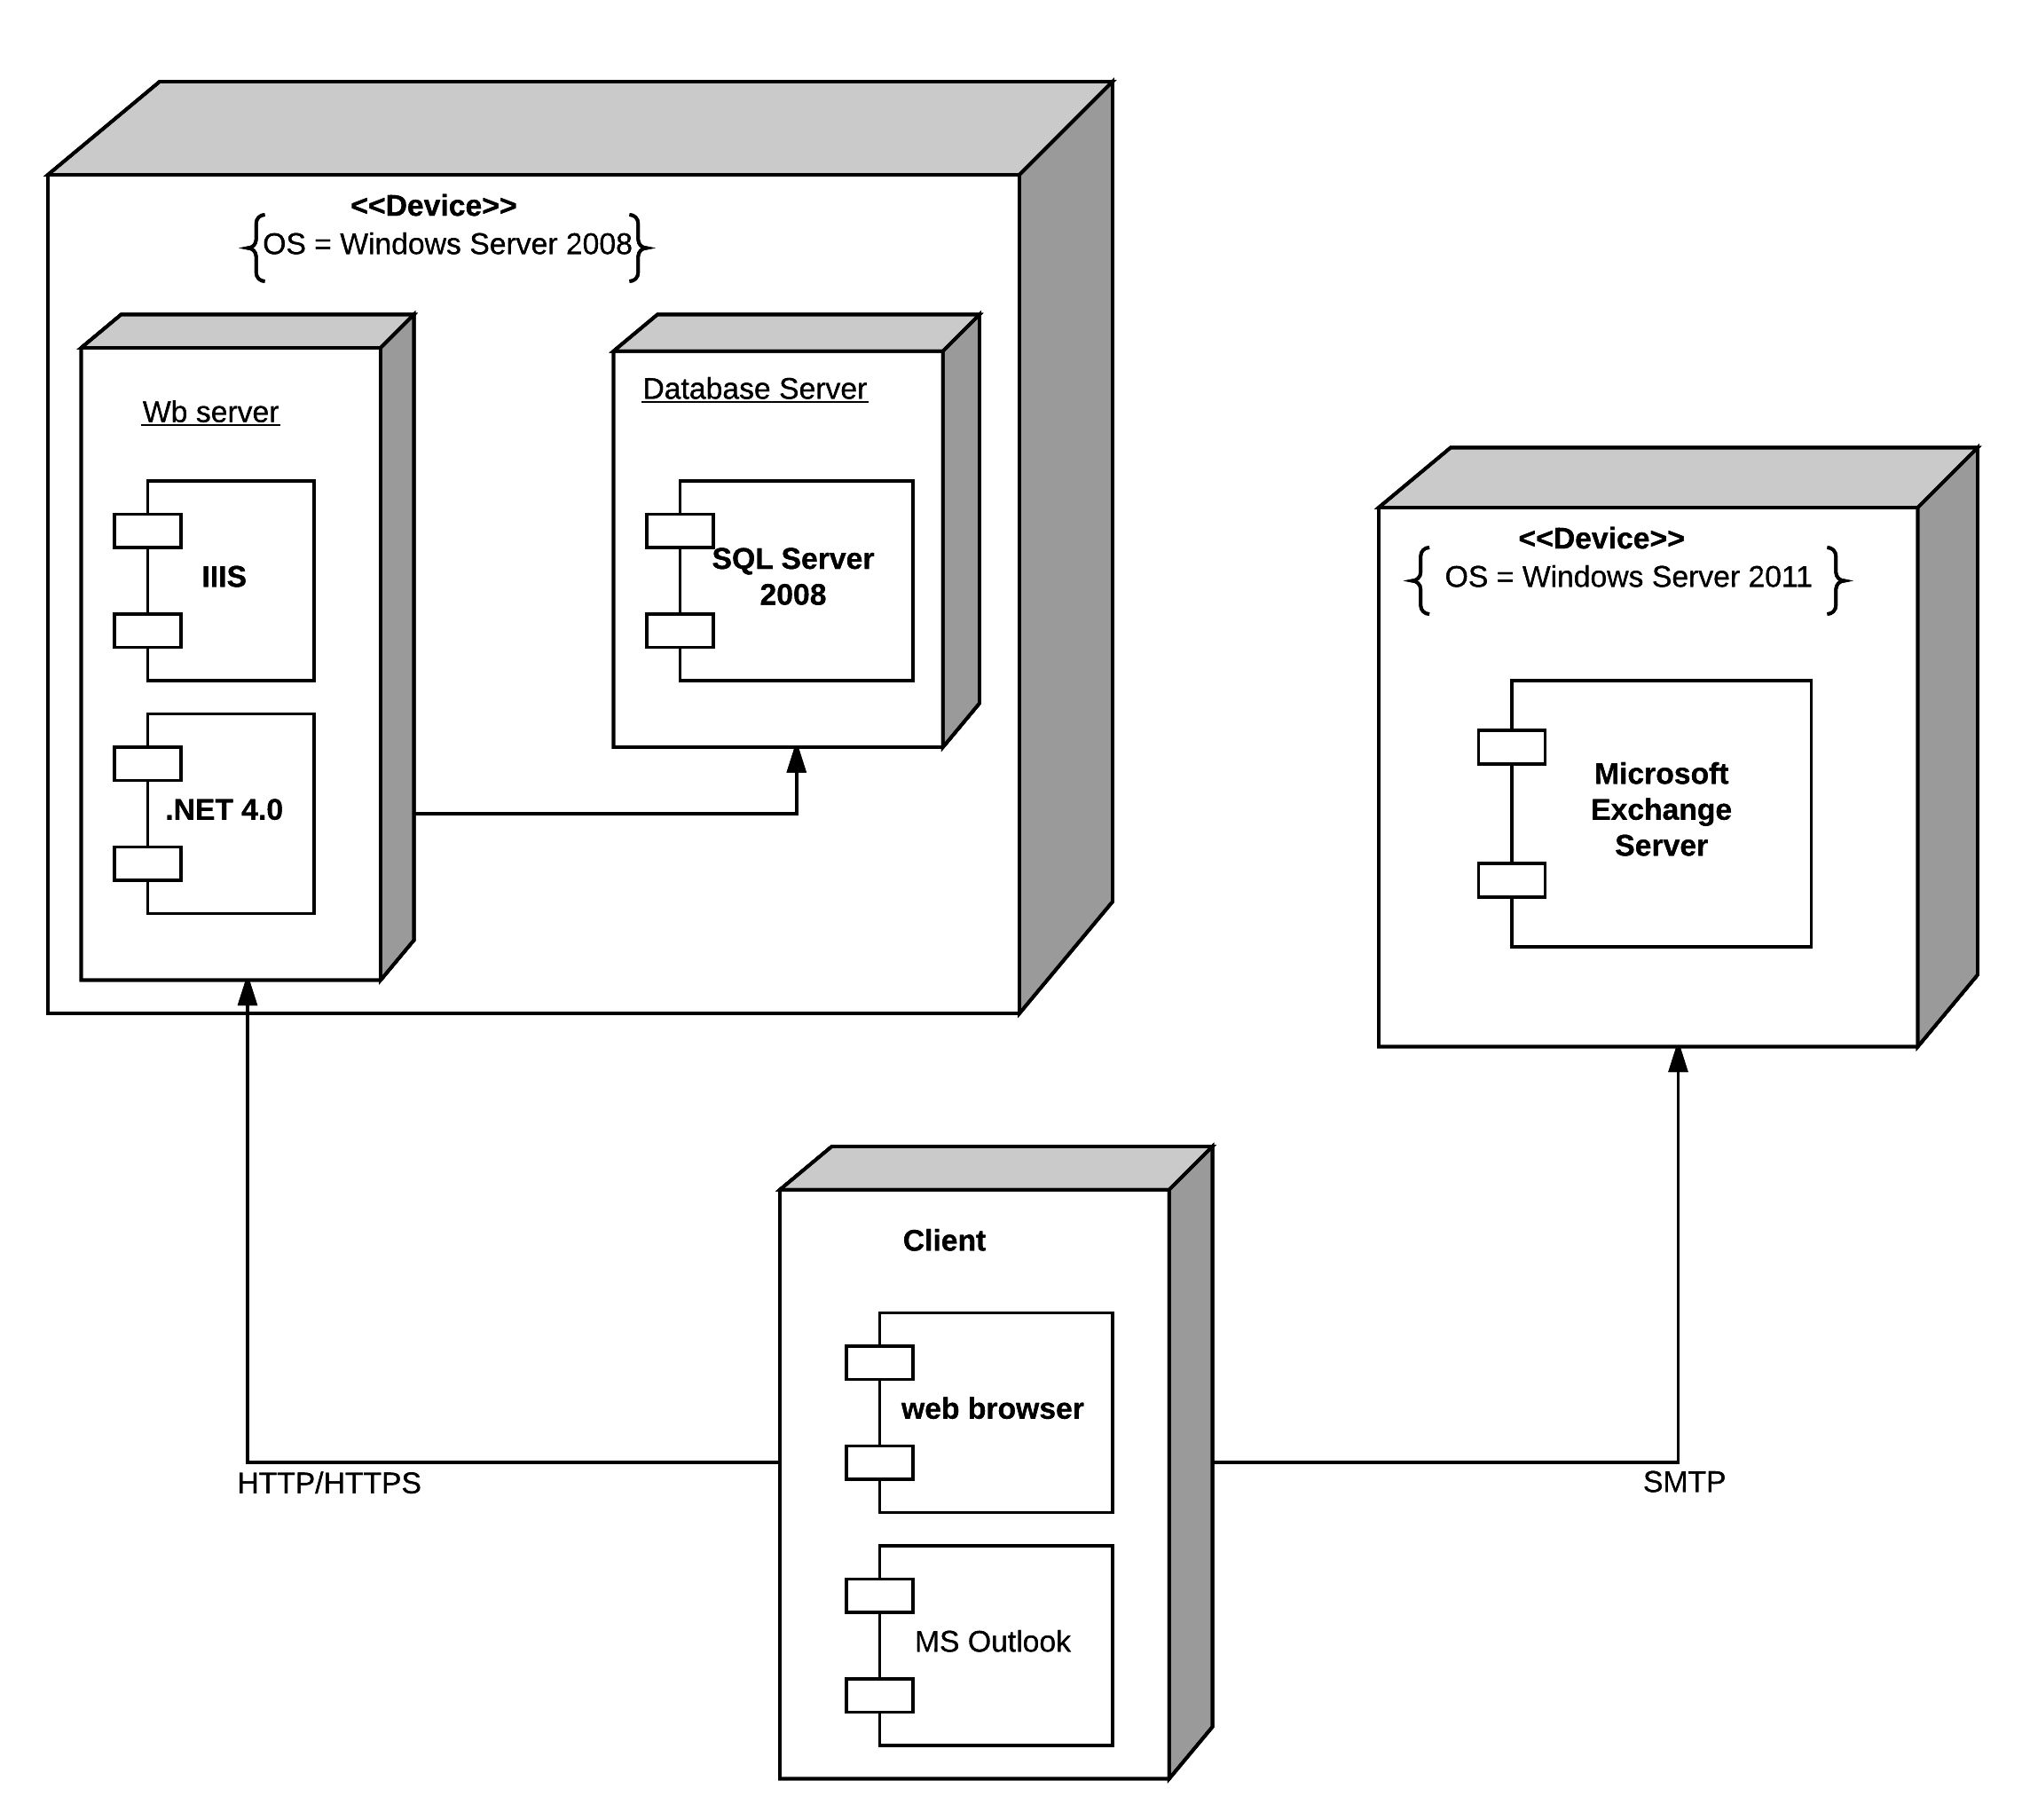 <<Device>>
OS = Windows Server 2008
Wb server
IIIS
.NET 4.0
Database Server
SQL Server
2008
<<Device>>
OS = Windows Server 2011
Microsoft
Exchange
Server
Client
web browser
MS Outlook
HTTP/HTTPS
SMTP